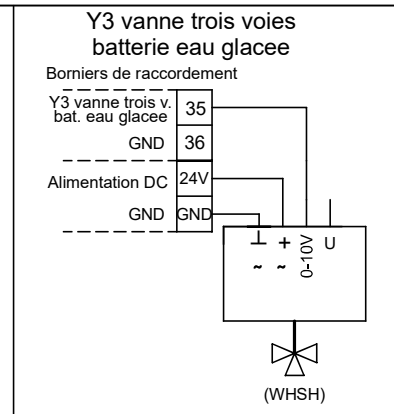 Y3 vanne trois voies
batterie eau glacee
Borniers de raccordement
Y3 vanne trois v.
bat. eau glacee
35
GND
36
Alimentation DC
24V
GND
GND
⊥ + 0-10V U
~ ~
(WHSH)